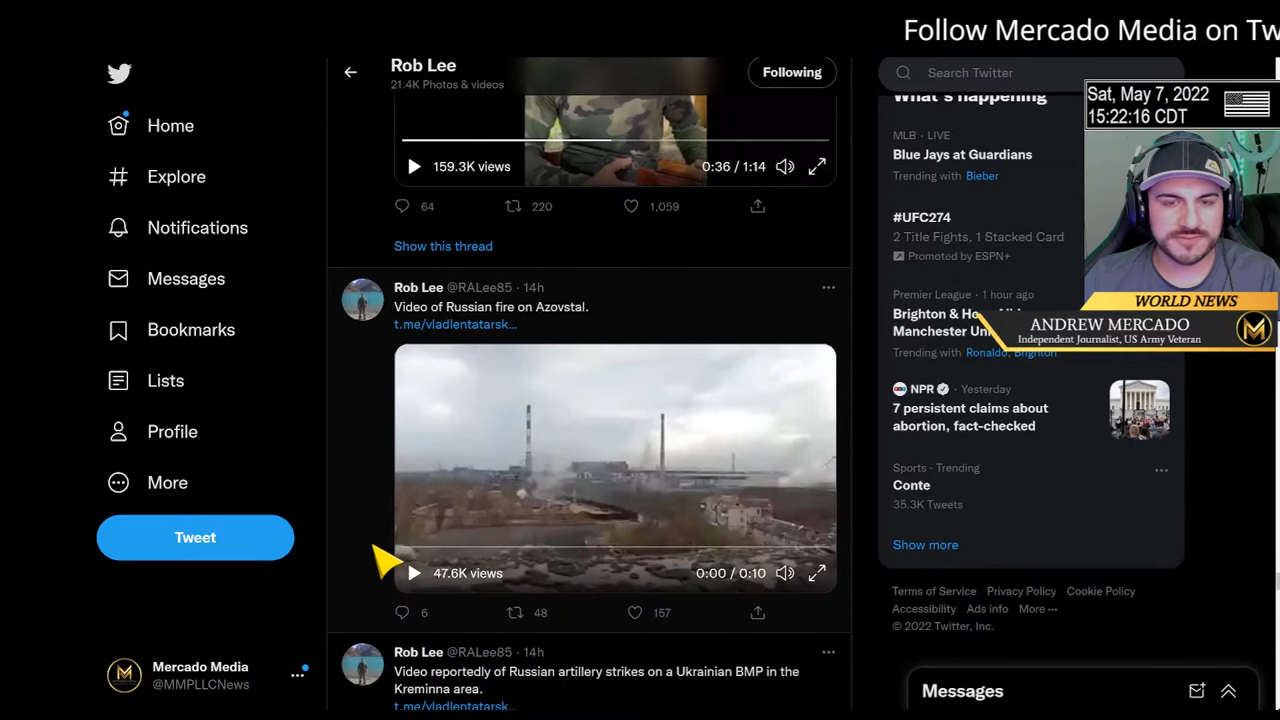 Follow Mercado Media on Tw
Rob Lee
21.4K Photos & videos
Following
Search Twitter
Sat, May 7, 2022
15:22:16 CDT
Home
Explore
Notifications
Messages
Bookmarks
Lists
Profile
More
Tweet
Mercado Media
@MMPLLCNews
159.3K views
0:36 / 1:14
64
220
1,059
Show this thread
Rob Lee @RALee85 · 14h
Video of Russian fire on Azovstal.
t.me/vladlentatarsk...
47.6K views
0:00 / 0:10
6
48
157
Rob Lee @RALee85 · 14h
Video reportedly of Russian artillery strikes on a Ukrainian BMP in the
Kreminna area.
t.me/vladlentatarsk...
What's happening
MLB · LIVE
Blue Jays at Guardians
Trending with Bieber
#UFC274
2 Title Fights, 1 Stacked Card
Promoted by ESPN+
WORLD NEWS
ANDREW MERCADO
Independent Journalist, US Army Veteran
Premier League · 1 hour ago
Brighton & Ho
Manchester Un
Trending with Ronaldo, Brighton
NPR · Yesterday
7 persistent claims about
abortion, fact-checked
Sports · Trending
Conte
35.3K Tweets
Show more
Terms of Service Privacy Policy Cookie Policy
Accessibility Ads info More ···
© 2022 Twitter, Inc.
Messages